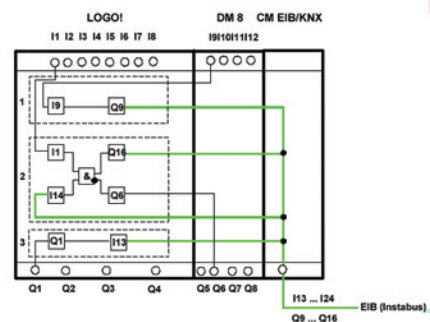 LOGO! DM 8 CM EIB/KNX
I1 I2 I3 I4 I5 I6 I7 I8 I9I10I11I12
1 I9 Q9
I1 Q16
2 &
I14 Q6
3 Q1 I13
Q1 Q2 Q3 Q4 Q5 Q6 Q7 Q8
I13 ... I24
EIB (Instabus)
Q9 ... Q16